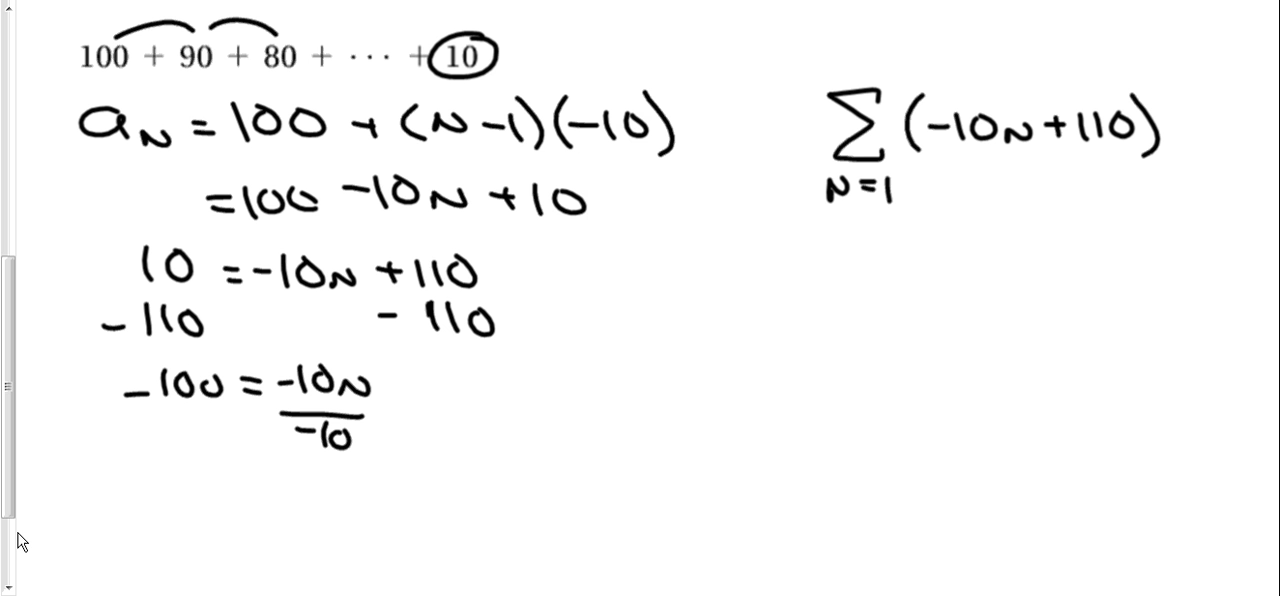 100 + 90 + 80 + ··· + 10
a_N = 100 + (N - 1)(-10)
= 100 - 10N + 10
10 = -10N + 110
- 110 - 110
-100 = -10N
-10
∑ (-10N + 110)
N = 1